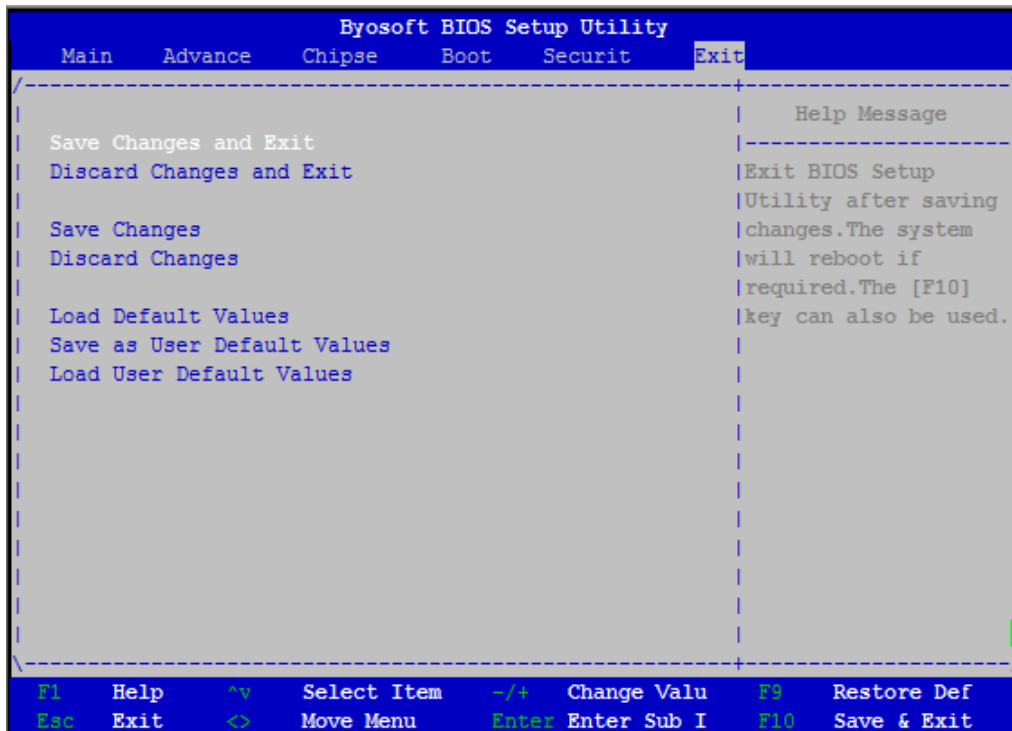 Byosoft BIOS Setup Utility
Main Advance Chipse Boot Securit Exit
Help Message
Save Changes and Exit
Discard Changes and Exit
Exit BIOS Setup
Utility after saving
Save Changes
changes.The system
Discard Changes
will reboot if
required.The [F10]
Load Default Values
key can also be used.
Save as User Default Values
Load User Default Values
F1 Help ^v Select Item -/+ Change Valu F9 Restore Def
Esc Exit <> Move Menu Enter Enter Sub I F10 Save & Exit